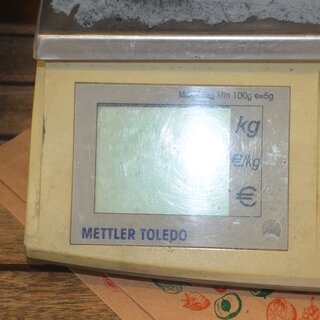 Min 100g e=5g
kg
€/kg
€
METTLER TOLEDO